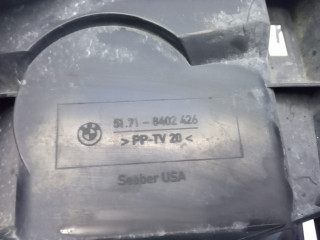 51.71 - 8402 426
> PP-TV 20 <
Seeber USA